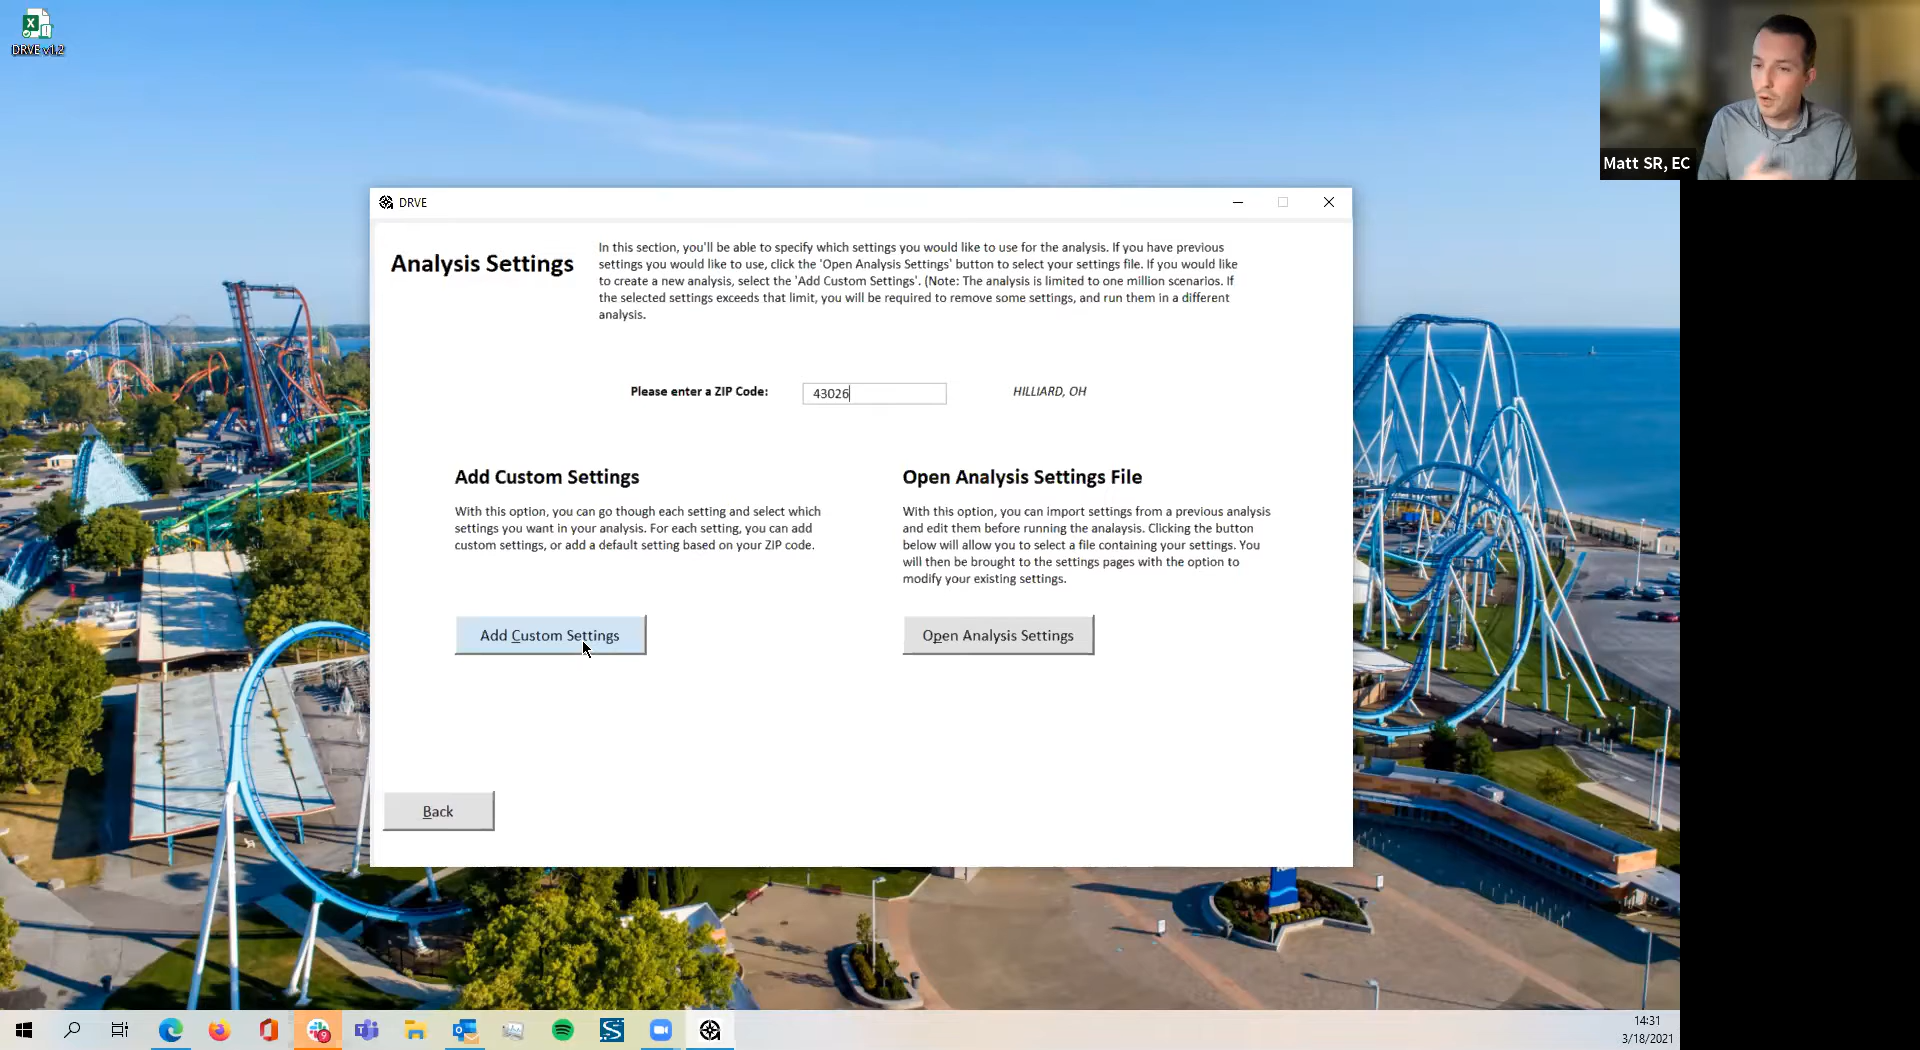 DRVE v1.2
Matt SR, EC
DRVE
Analysis Settings
In this section, you'll be able to specify which settings you would like to use for the analysis. If you have previous
settings you would like to use, click the 'Open Analysis Settings' button to select your settings file. If you would like
to create a new analysis, select the 'Add Custom Settings'. (Note: The analysis is limited to one million scenarios. If
the selected settings exceeds that limit, you will be required to remove some settings, and run them in a different
analysis.
Please enter a ZIP Code:
43026
HILLIARD, OH
Add Custom Settings
With this option, you can go though each setting and select which
settings you want in your analysis. For each setting, you can add
custom settings, or add a default setting based on your ZIP code.
Add Custom Settings
Open Analysis Settings File
With this option, you can import settings from a previous analysis
and edit them before running the analaysis. Clicking the button
below will allow you to select a file containing your settings. You
will then be brought to the settings pages with the option to
modify your existing settings.
Open Analysis Settings
Back
14:31
3/18/2021